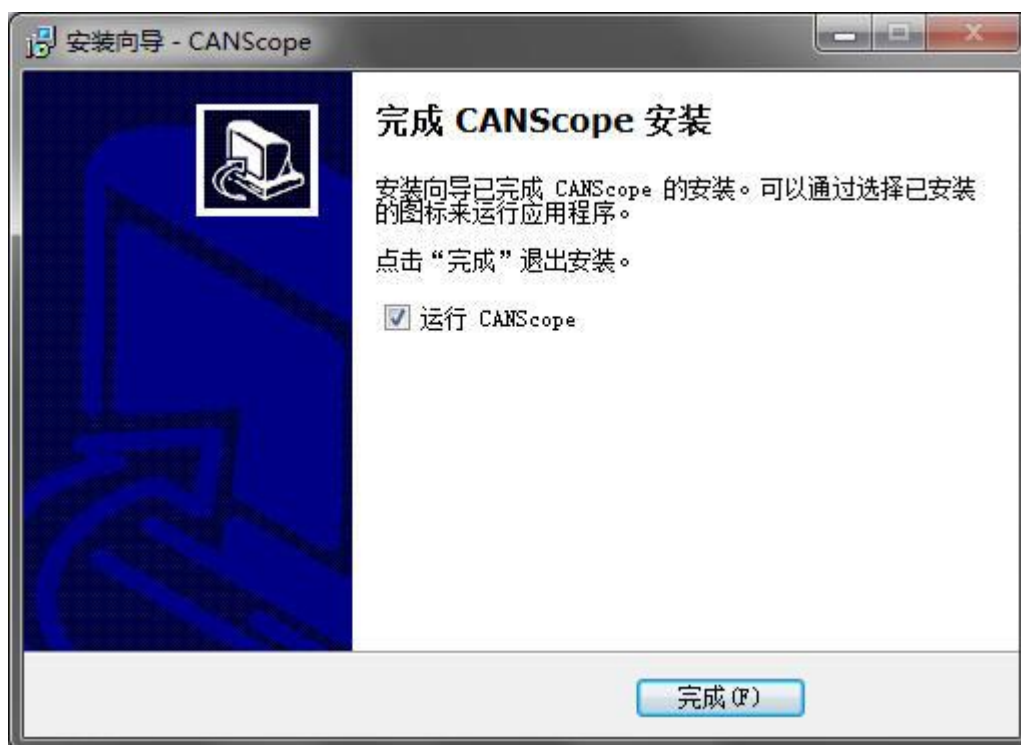 安装向导 - CANScope
完成 CANScope 安装
安装向导已完成 CANScope 的安装。可以通过选择已安装
的图标来运行应用程序。
点击“完成”退出安装。
运行 CANScope
完成(F)